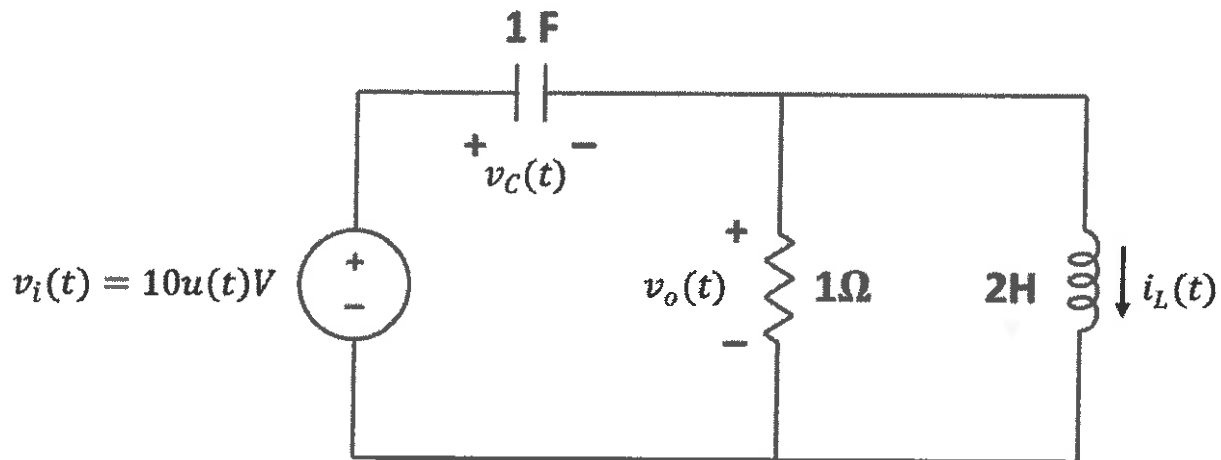 1 F
+ −
v_C(t)
v_i(t) = 10u(t)V
+
−
+
v_o(t)
−
1Ω
2H
i_L(t)